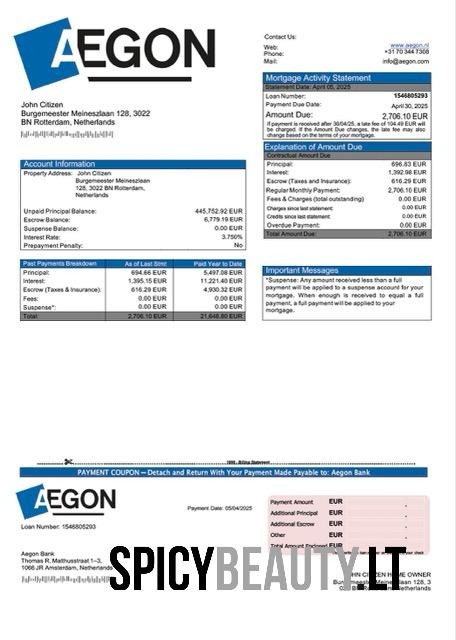 AEGON
Contact Us:
Web: www.aegon.nl
Phone: +31 70 344 7308
Mail: info@aegon.com
John Citizen
Burgemeester Meineszlaan 128, 3022
BN Rotterdam, Netherlands
Mortgage Activity Statement
Statement Date: April 05, 2025
Loan Number: 1546805293
Payment Due Date: April 30, 2025
Amount Due: 2,706.10 EUR
If payment is received after 30/04/25, a late fee of 104.49 EUR will
be charged. If the Amount Due changes, the late fee may also
change based on the terms of your mortgage.
Explanation of Amount Due
Contractual Amount Due
Principal: 696.83 EUR
Interest: 1,392.98 EUR
Escrow (Taxes and Insurance): 616.29 EUR
Regular Monthly Payment: 2,706.10 EUR
Fees & Charges (total outstanding) 0.00 EUR
Charges since last statement: 0.00 EUR
Credits since last statement: 0.00 EUR
Overdue Payment: 0.00 EUR
Total Amount Due: 2,706.10 EUR
Account Information
Property Address: John Citizen
Burgemeester Meineszlaan
128, 3022 BN Rotterdam,
Netherlands
Unpaid Principal Balance: 445,752.92 EUR
Escrow Balance: 6,779.19 EUR
Suspense Balance: 0.00 EUR
Interest Rate: 3.750%
Prepayment Penalty: No
Past Payments Breakdown As of Last Stmt Paid Year to Date
Principal: 694.66 EUR 5,497.08 EUR
Interest: 1,395.15 EUR 11,221.40 EUR
Escrow (Taxes & Insurance): 616.29 EUR 4,930.32 EUR
Fees: 0.00 EUR 0.00 EUR
Suspense*: 0.00 EUR 0.00 EUR
Total: 2,706.10 EUR 21,648.80 EUR
Important Messages
*Suspense: Any amount received less than a full
payment will be applied to a suspense account for your
mortgage. When enough is received to equal a full
payment, a full payment will be applied to your
mortgage.
1098 - Billing Statement
PAYMENT COUPON — Detach and Return With Your Payment Made Payable to: Aegon Bank
AEGON
Payment Date: 05/04/2025
Loan Number: 1546805293
Payment Amount EUR
Additional Principal EUR
Additional Escrow EUR
Other EUR
Total Amount Enclosed EUR
Aegon Bank
Thomas R. Malthusstraat 1–3,
1066 JR Amsterdam, Netherlands
CITIZEN HOME OWNER
Burgemeester Meineszlaan 128, 3
Rotterdam, Netherlands
SPICYBEAUTY.LT